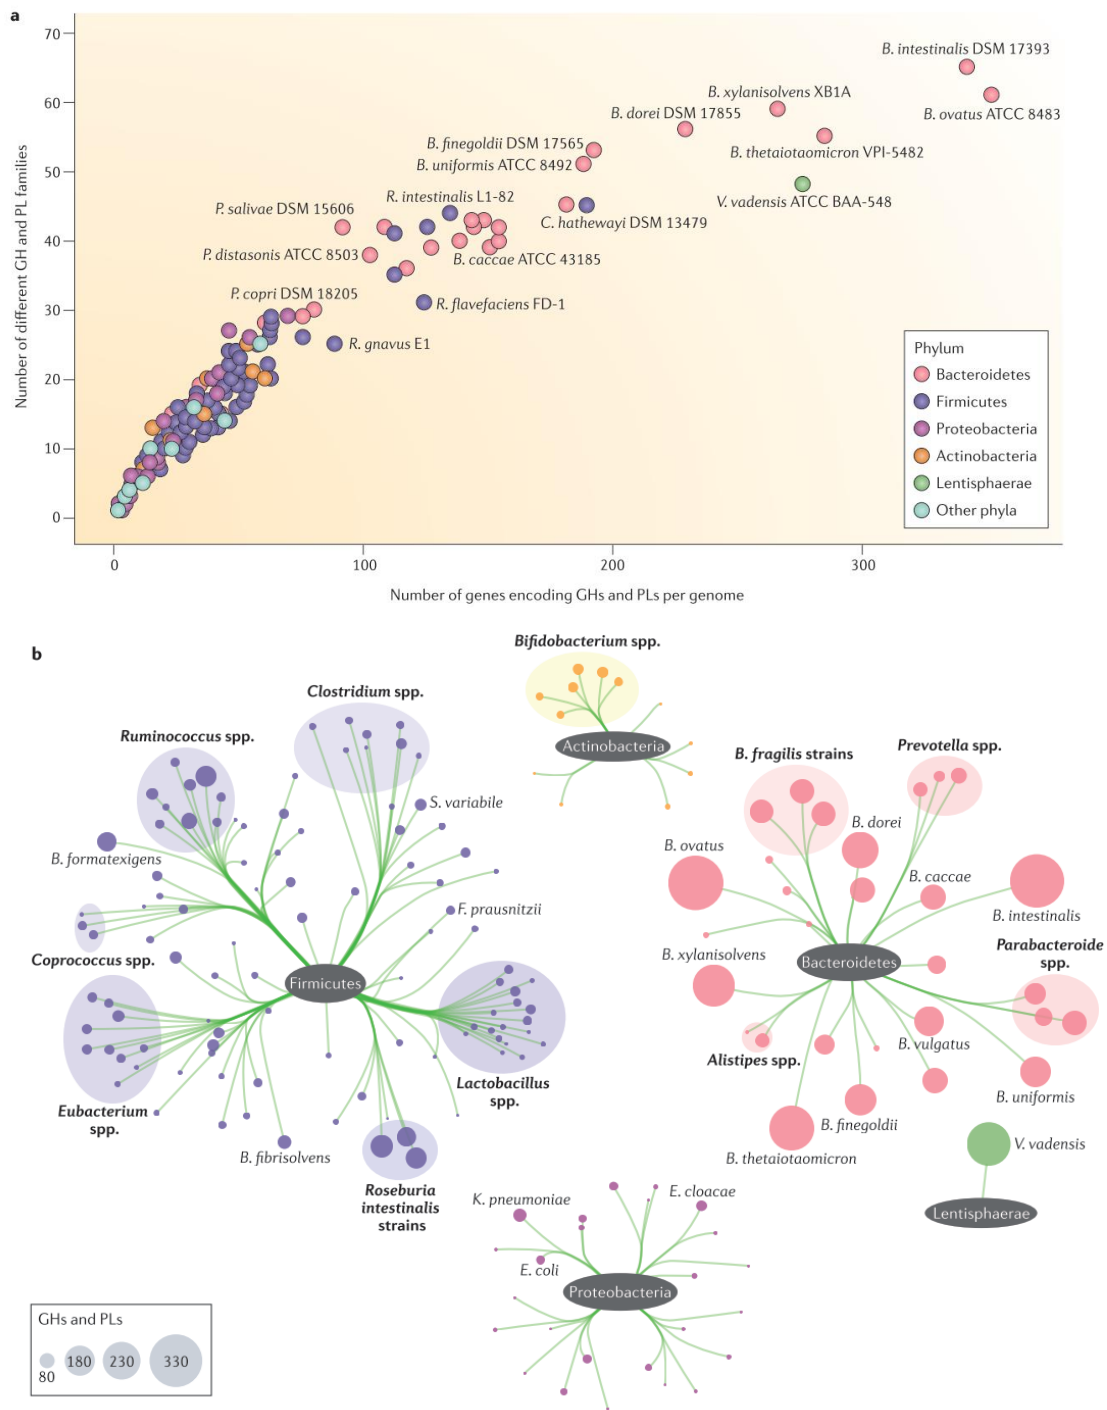 a
70
60
50
40
30
20
10
0
Number of different GH and PL families
0
100
200
300
Number of genes encoding GHs and PLs per genome
B. intestinalis DSM 17393
B. xylanisolvens XB1A
B. ovatus ATCC 8483
B. dorei DSM 17855
B. thetaiotaomicron VPI-5482
B. finegoldii DSM 17565
B. uniformis ATCC 8492
V. vadensis ATCC BAA-548
R. intestinalis L1-82
P. salivae DSM 15606
C. hathewayi DSM 13479
P. distasonis ATCC 8503
B. caccae ATCC 43185
P. copri DSM 18205
R. flavefaciens FD-1
R. gnavus E1
Phylum
Bacteroidetes
Firmicutes
Proteobacteria
Actinobacteria
Lentisphaerae
Other phyla
b
Bifidobacterium spp.
Actinobacteria
Clostridium spp.
Ruminococcus spp.
S. variabile
B. formatexigens
F. prausnitzii
Coprococcus spp.
Firmicutes
Eubacterium
spp.
Lactobacillus
spp.
B. fibrisolvens
Roseburia
intestinalis
strains
B. fragilis strains
Prevotella spp.
B. dorei
B. ovatus
B. caccae
B. intestinalis
B. xylanisolvens
Bacteroidetes
Parabacteroide
spp.
Alistipes spp.
B. vulgatus
B. uniformis
B. finegoldii
B. thetaiotaomicron
V. vadensis
Lentisphaerae
K. pneumoniae
E. cloacae
E. coli
Proteobacteria
GHs and PLs
80
180
230
330